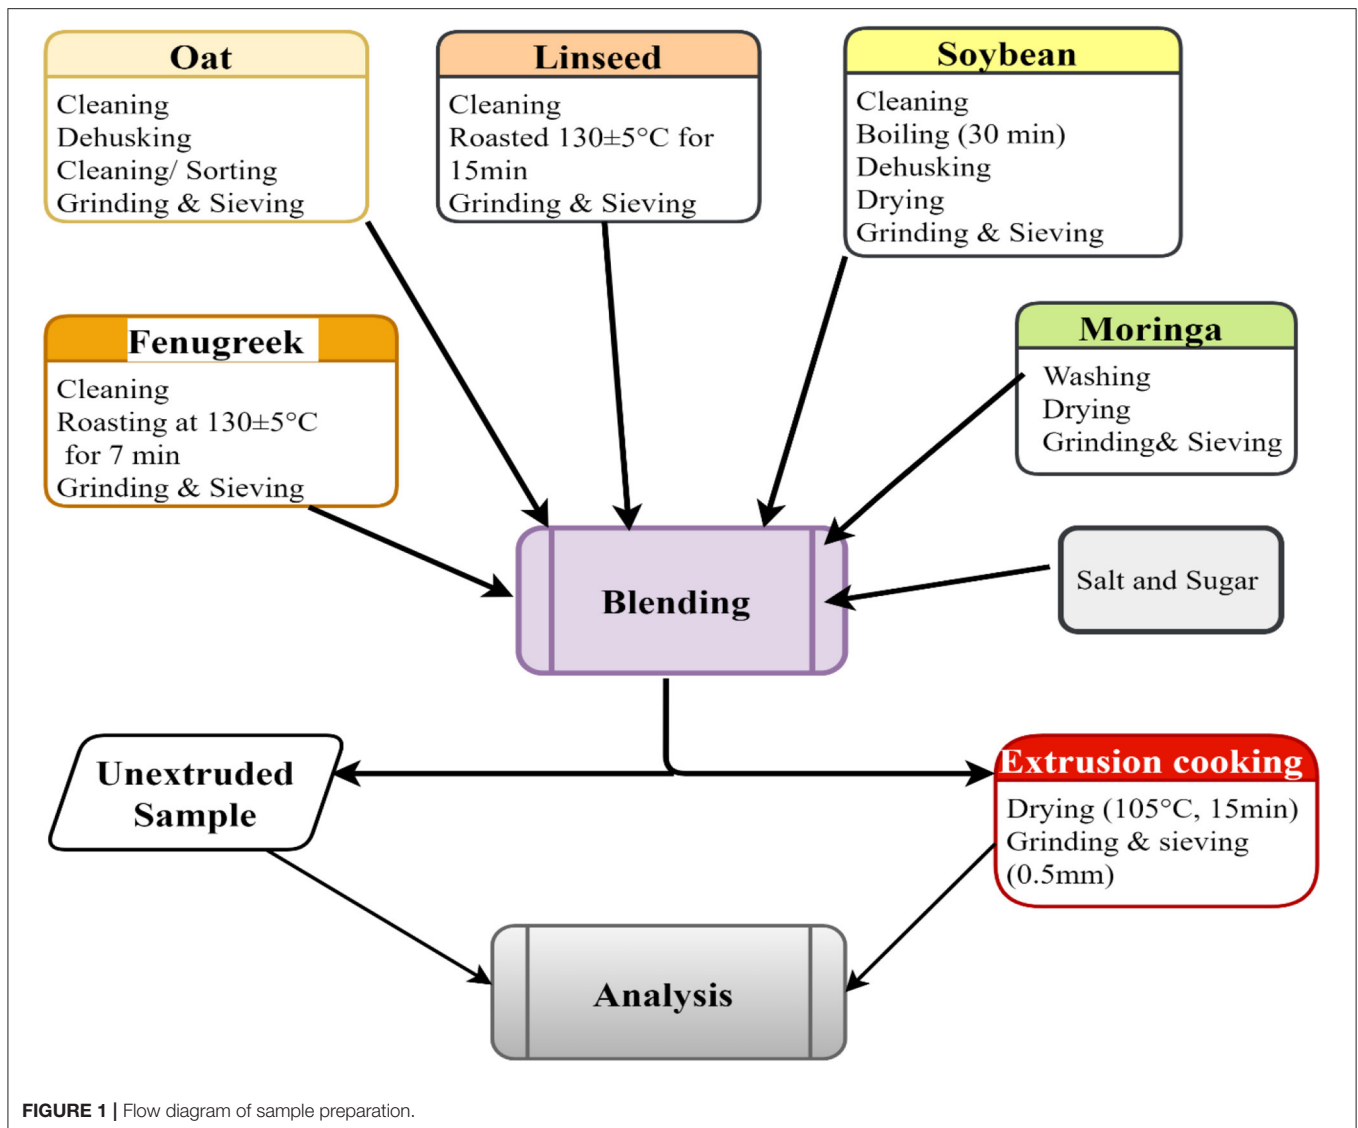 Oat
Cleaning
Dehusking
Cleaning/ Sorting
Grinding & Sieving
Linseed
Cleaning
Roasted 130±5°C for
15min
Grinding & Sieving
Soybean
Cleaning
Boiling (30 min)
Dehusking
Drying
Grinding & Sieving
Fenugreek
Cleaning
Roasting at 130±5°C
for 7 min
Grinding & Sieving
Moringa
Washing
Drying
Grinding& Sieving
Blending
Salt and Sugar
Unextruded
Sample
Extrusion cooking
Drying (105°C, 15min)
Grinding & sieving
(0.5mm)
Analysis
FIGURE 1 | Flow diagram of sample preparation.